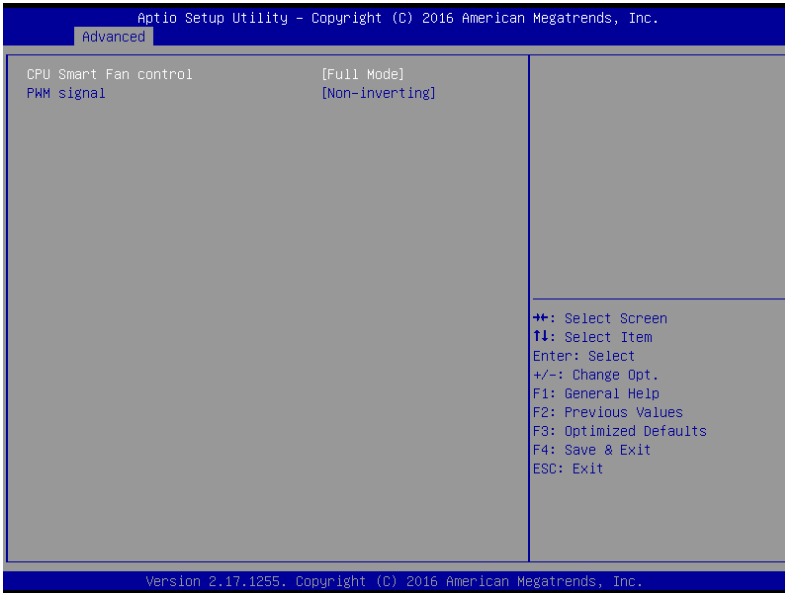 Aptio Setup Utility – Copyright (C) 2016 American Megatrends, Inc.
Advanced
CPU Smart Fan control [Full Mode]
PWM signal [Non-inverting]
→←: Select Screen
↑↓: Select Item
Enter: Select
+/-: Change Opt.
F1: General Help
F2: Previous Values
F3: Optimized Defaults
F4: Save & Exit
ESC: Exit
Version 2.17.1255. Copyright (C) 2016 American Megatrends, Inc.